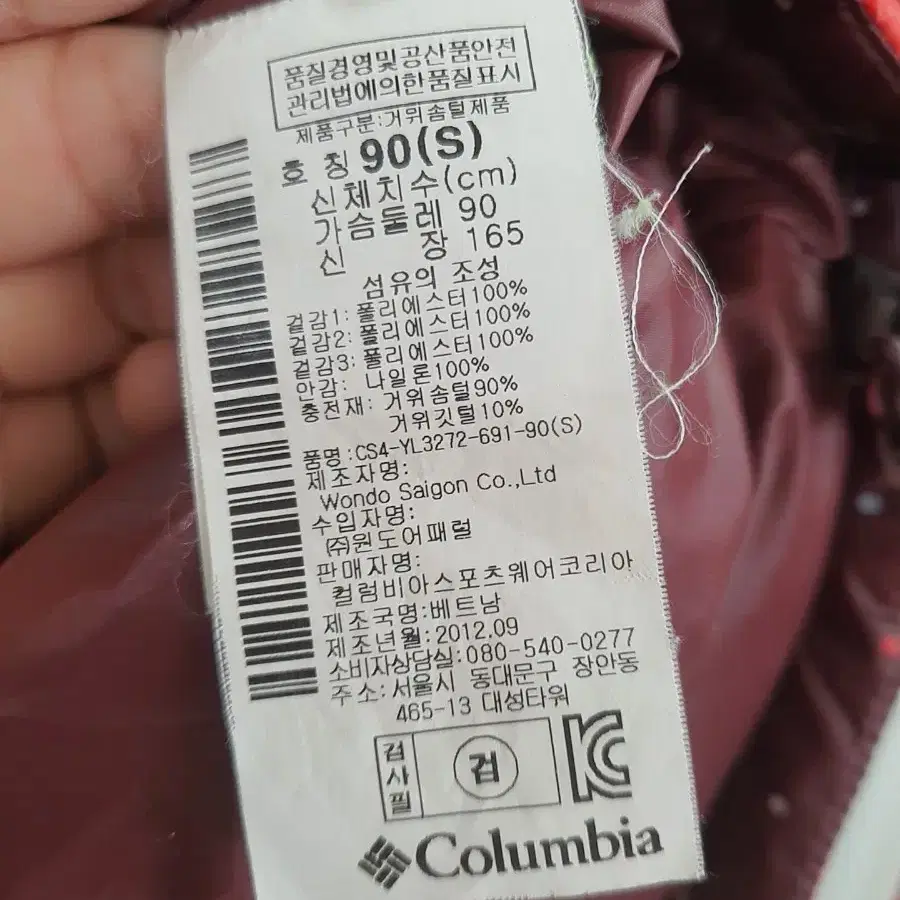 품질경영및공산품안전
관리법에의한품질표시
제품구분:거위솜털제품
호 칭 90(S)
신체치수(cm)
가슴둘레 90
신 장 165
섬유의 조성
겉감1: 폴리에스터100%
겉감2: 폴리에스터100%
겉감3: 폴리에스터100%
안감: 나일론100%
충전재: 거위솜털90%
거위깃털10%
품명:CS4-YL3272-691-90(S)
제조자명:
Wondo Saigon Co.,Ltd
수입자명:
㈜원도어패럴
판매자명:
컬럼비아스포츠웨어코리아
제조국명:베트남
제조년월:2012.09
소비자상담실:080-540-0277
주소:서울시 동대문구 장안동
465-13 대성타워
검사필
검
KC
Columbia